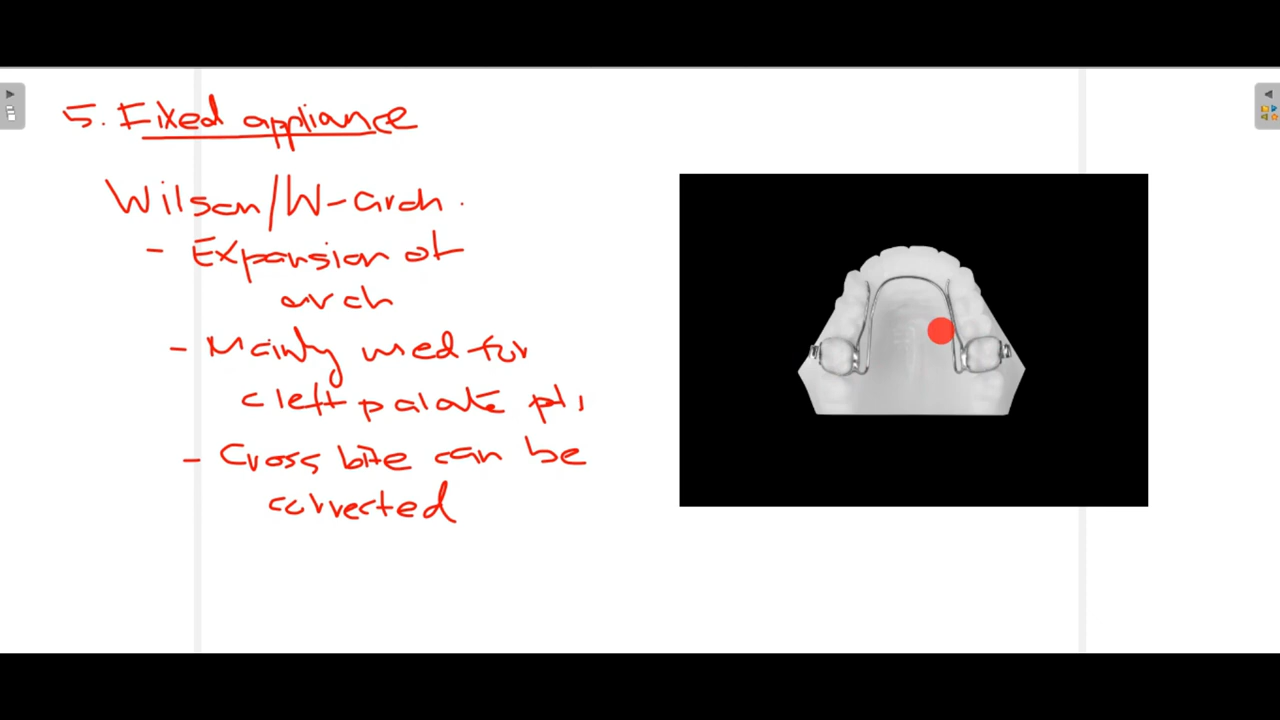 5. Fixed appliance
Wilson/W-arch.
- Expansion of
arch
- Mainly used for
cleft palate pt,
- Cross bite can be
corrected